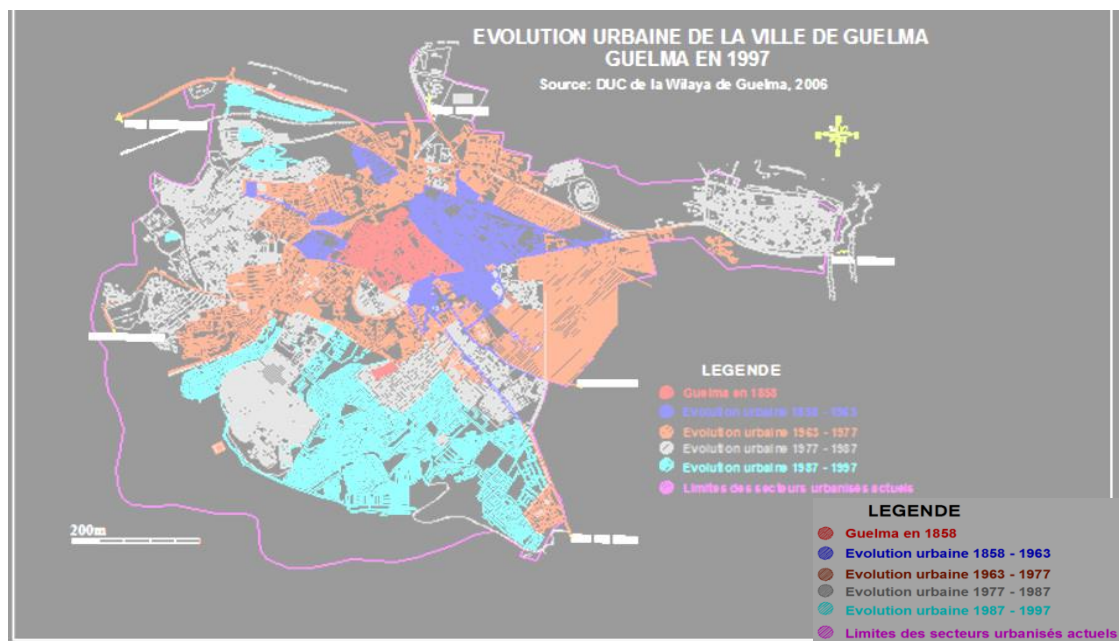 EVOLUTION URBAINE DE LA VILLE DE GUELMA
GUELMA EN 1997
Source: DUC de la Wilaya de Guelma, 2006
LEGENDE
Guelma en 1858
Evolution urbaine 1858 - 1963
Evolution urbaine 1963 - 1977
Evolution urbaine 1977 - 1987
Evolution urbaine 1987 - 1997
Limites des secteurs urbanisés actuels
200m
LEGENDE
Guelma en 1858
Evolution urbaine 1858 - 1963
Evolution urbaine 1963 - 1977
Evolution urbaine 1977 - 1987
Evolution urbaine 1987 - 1997
Limites des secteurs urbanisés actuels